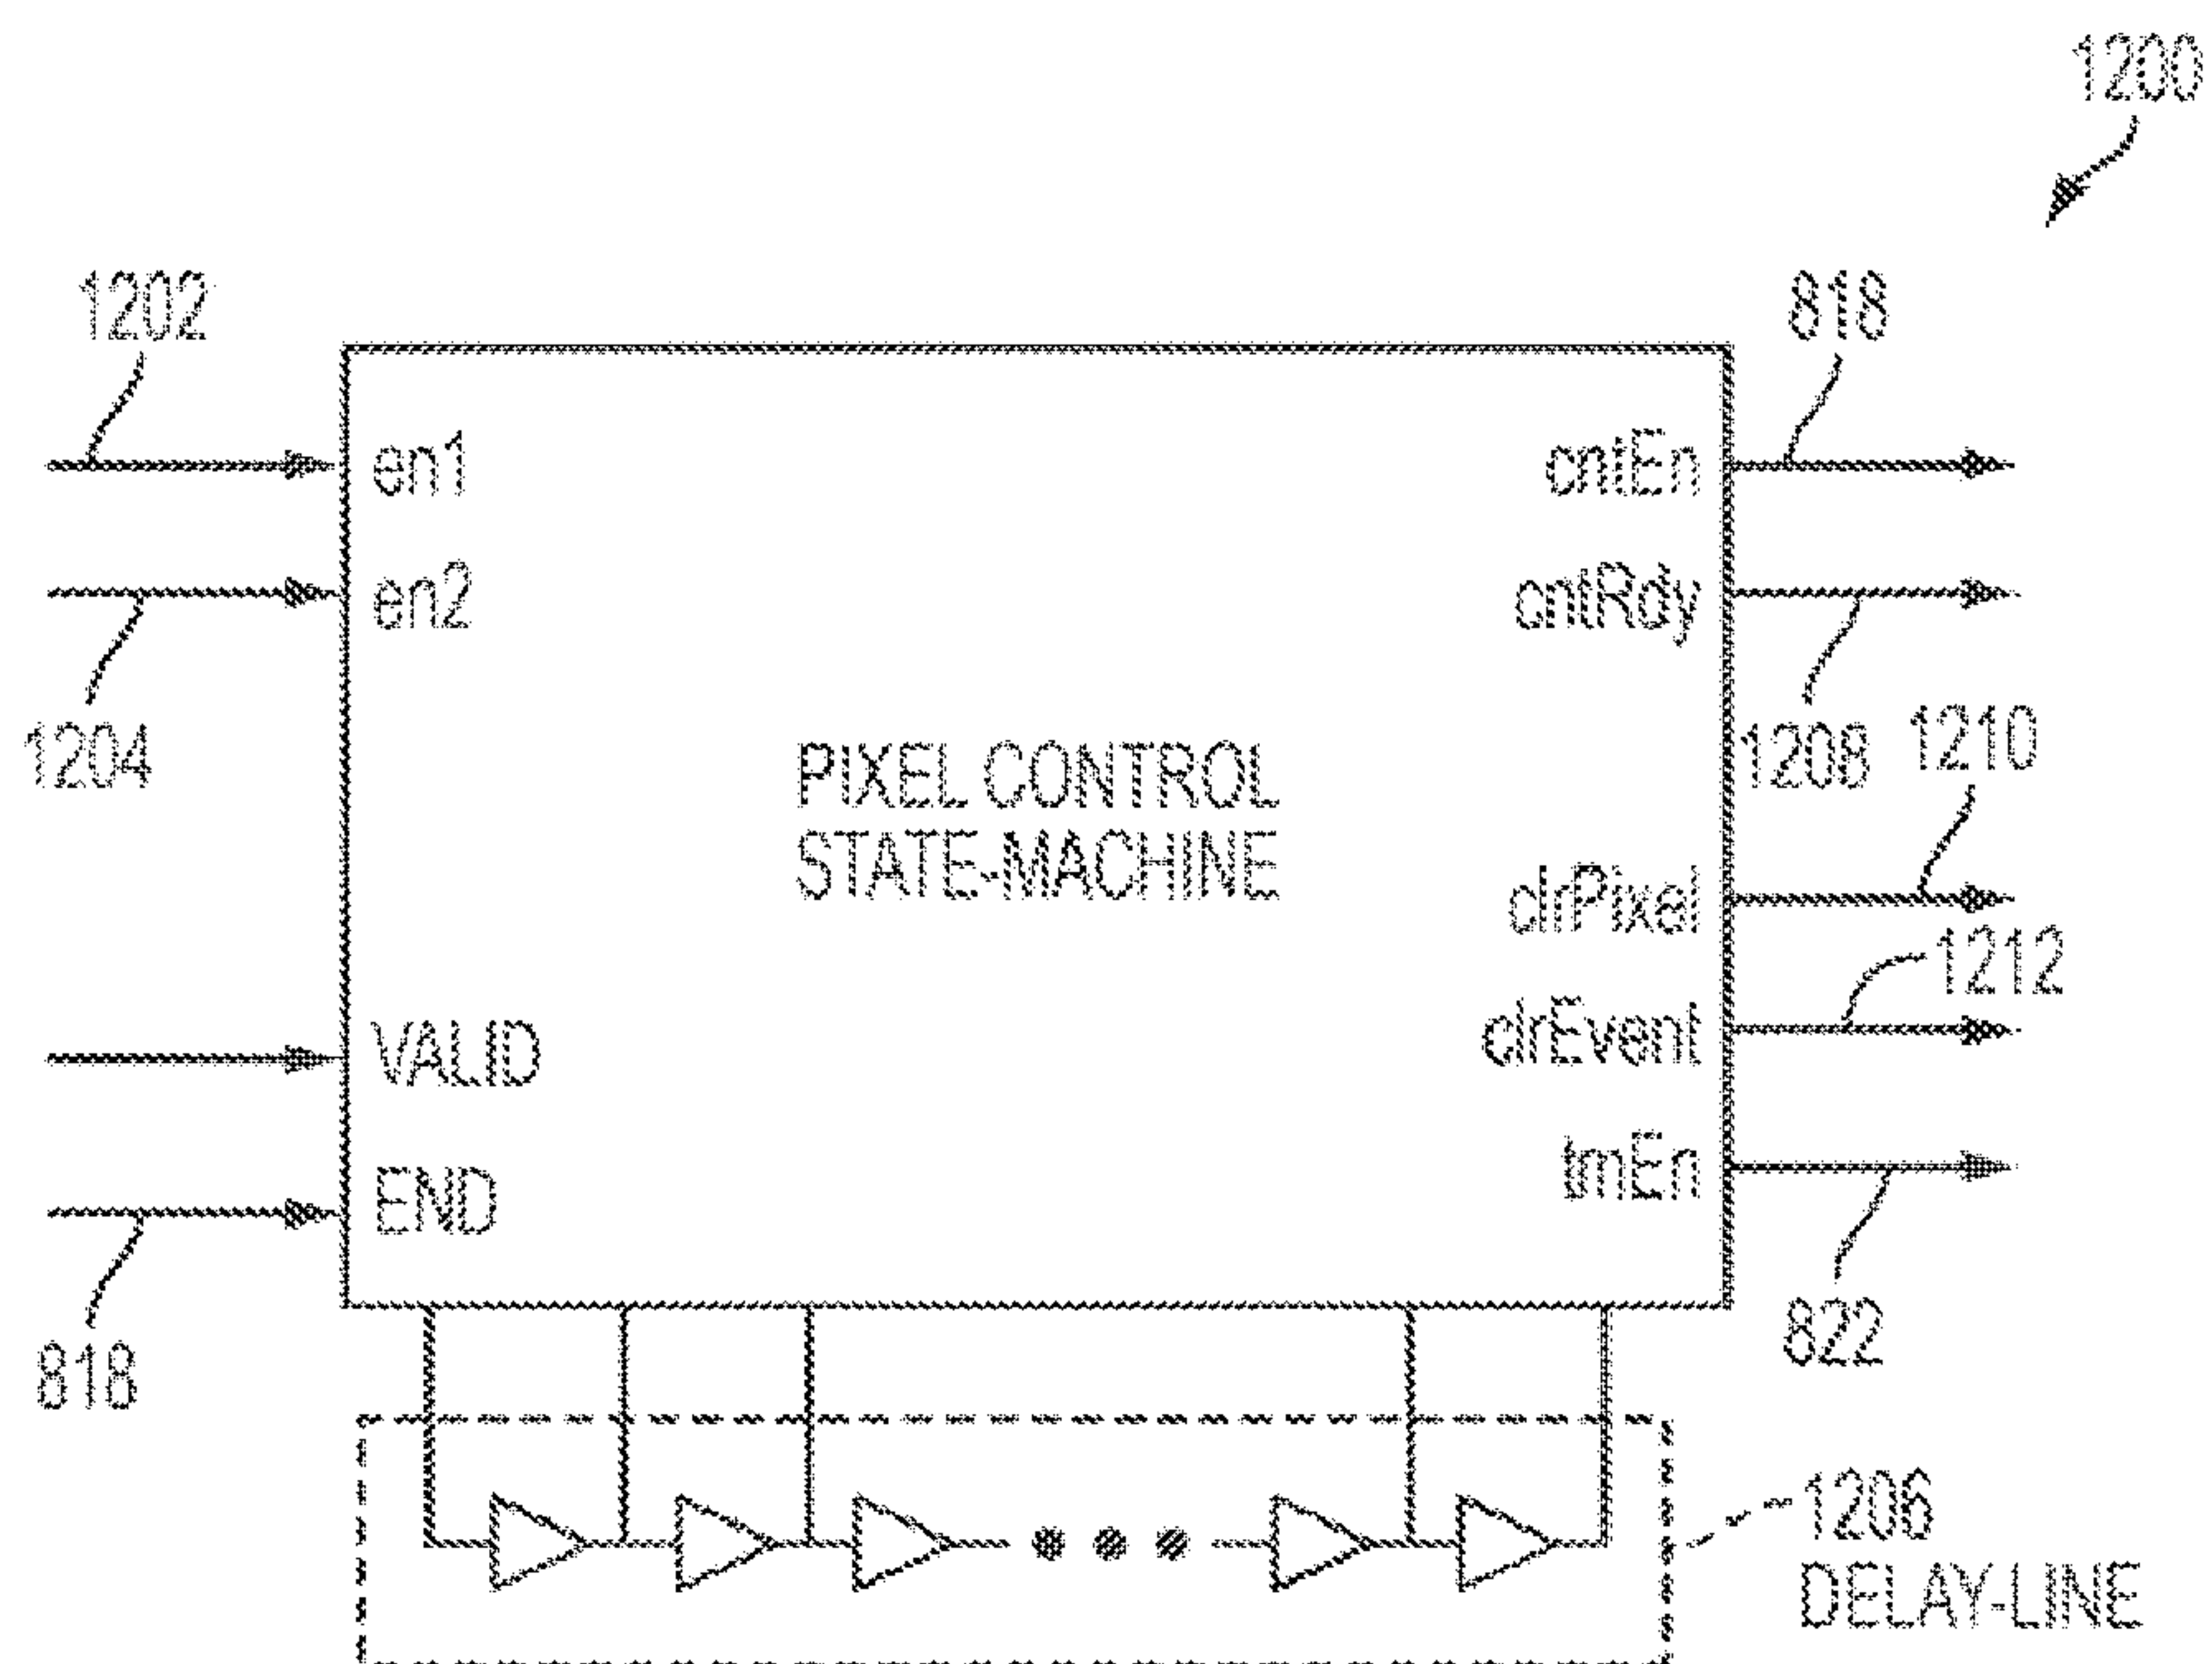 1200
1202
818
en1
cntEn
en2
cntRdy
1204
1208
1210
PIXEL CONTROL
STATE-MACHINE
clrPixel
1212
clrEvent
VALID
tmEn
END
818
822
1206
DELAY-LINE